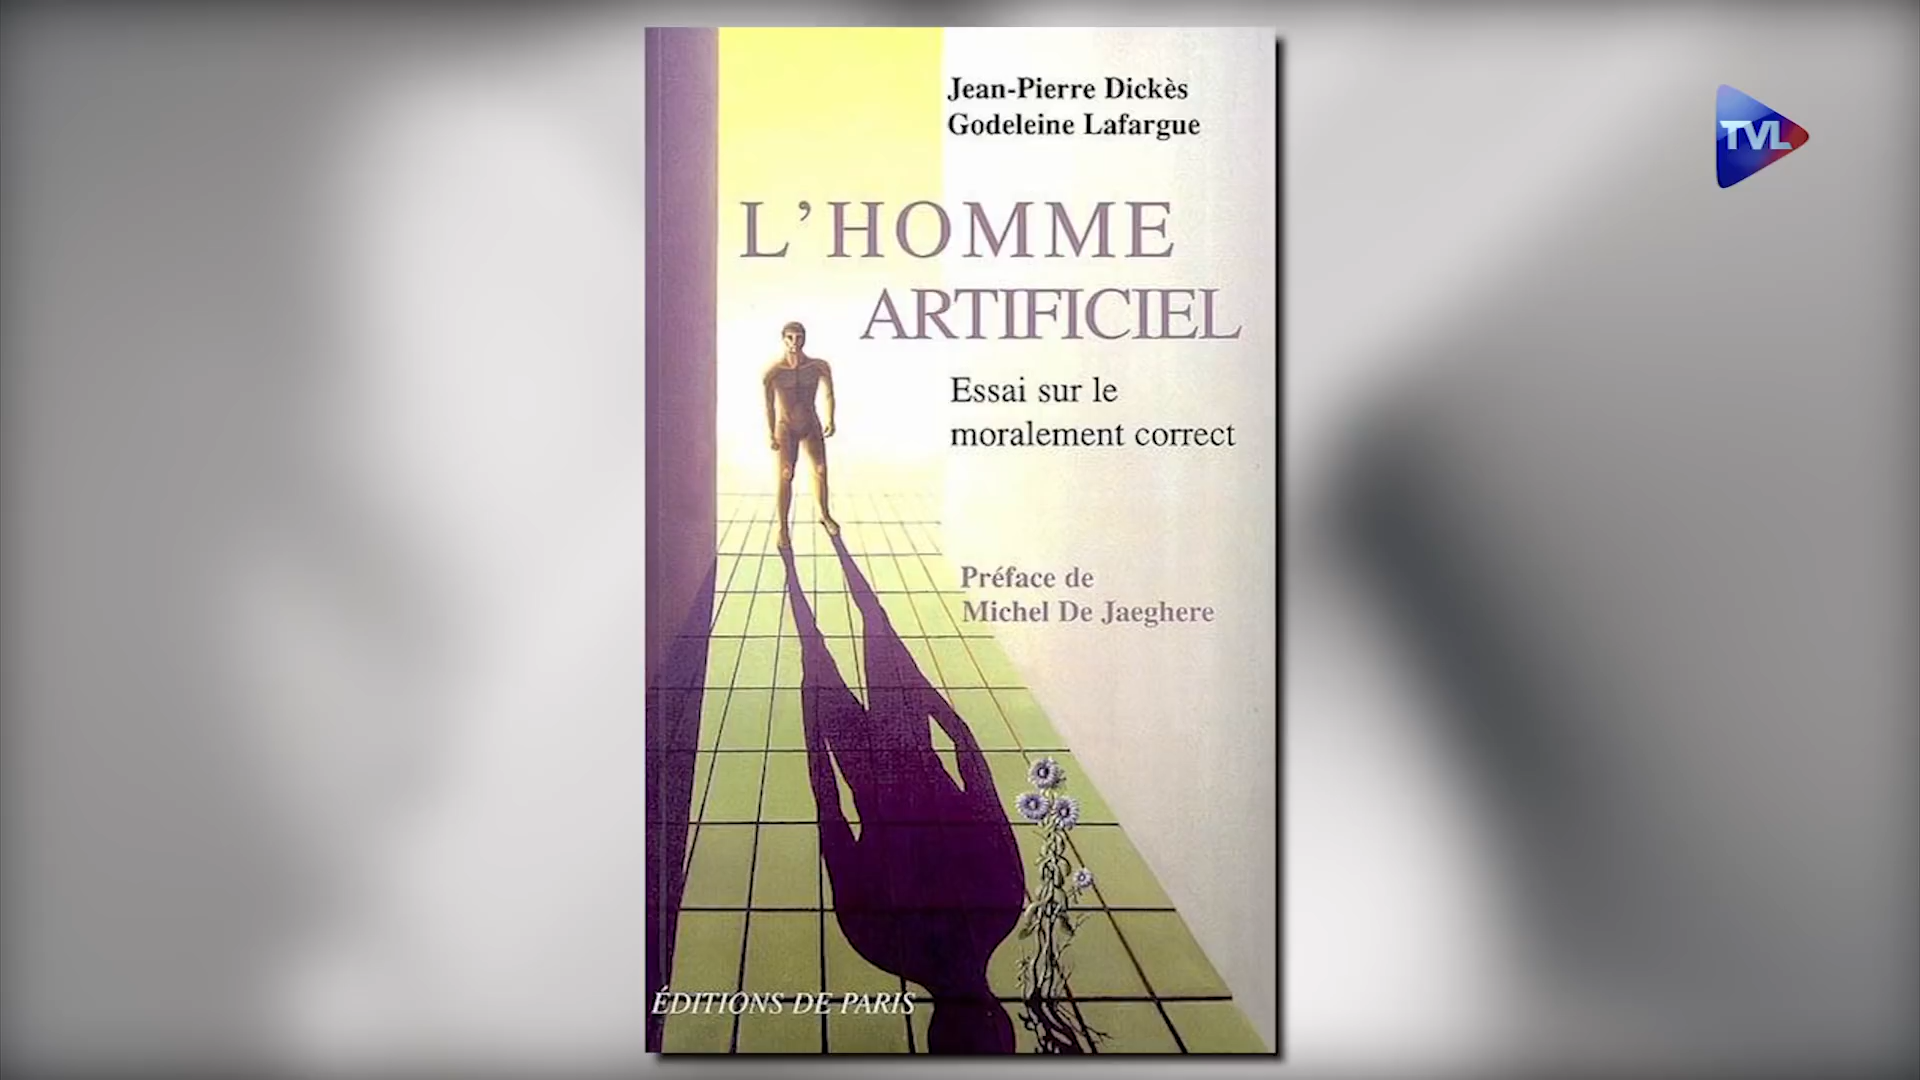 Jean-Pierre Dickès
Godeleine Lafargue
L'HOMME
ARTIFICIEL
Essai sur le
moralement correct
Préface de
Michel De Jaeghere
ÉDITIONS DE PARIS
TVL